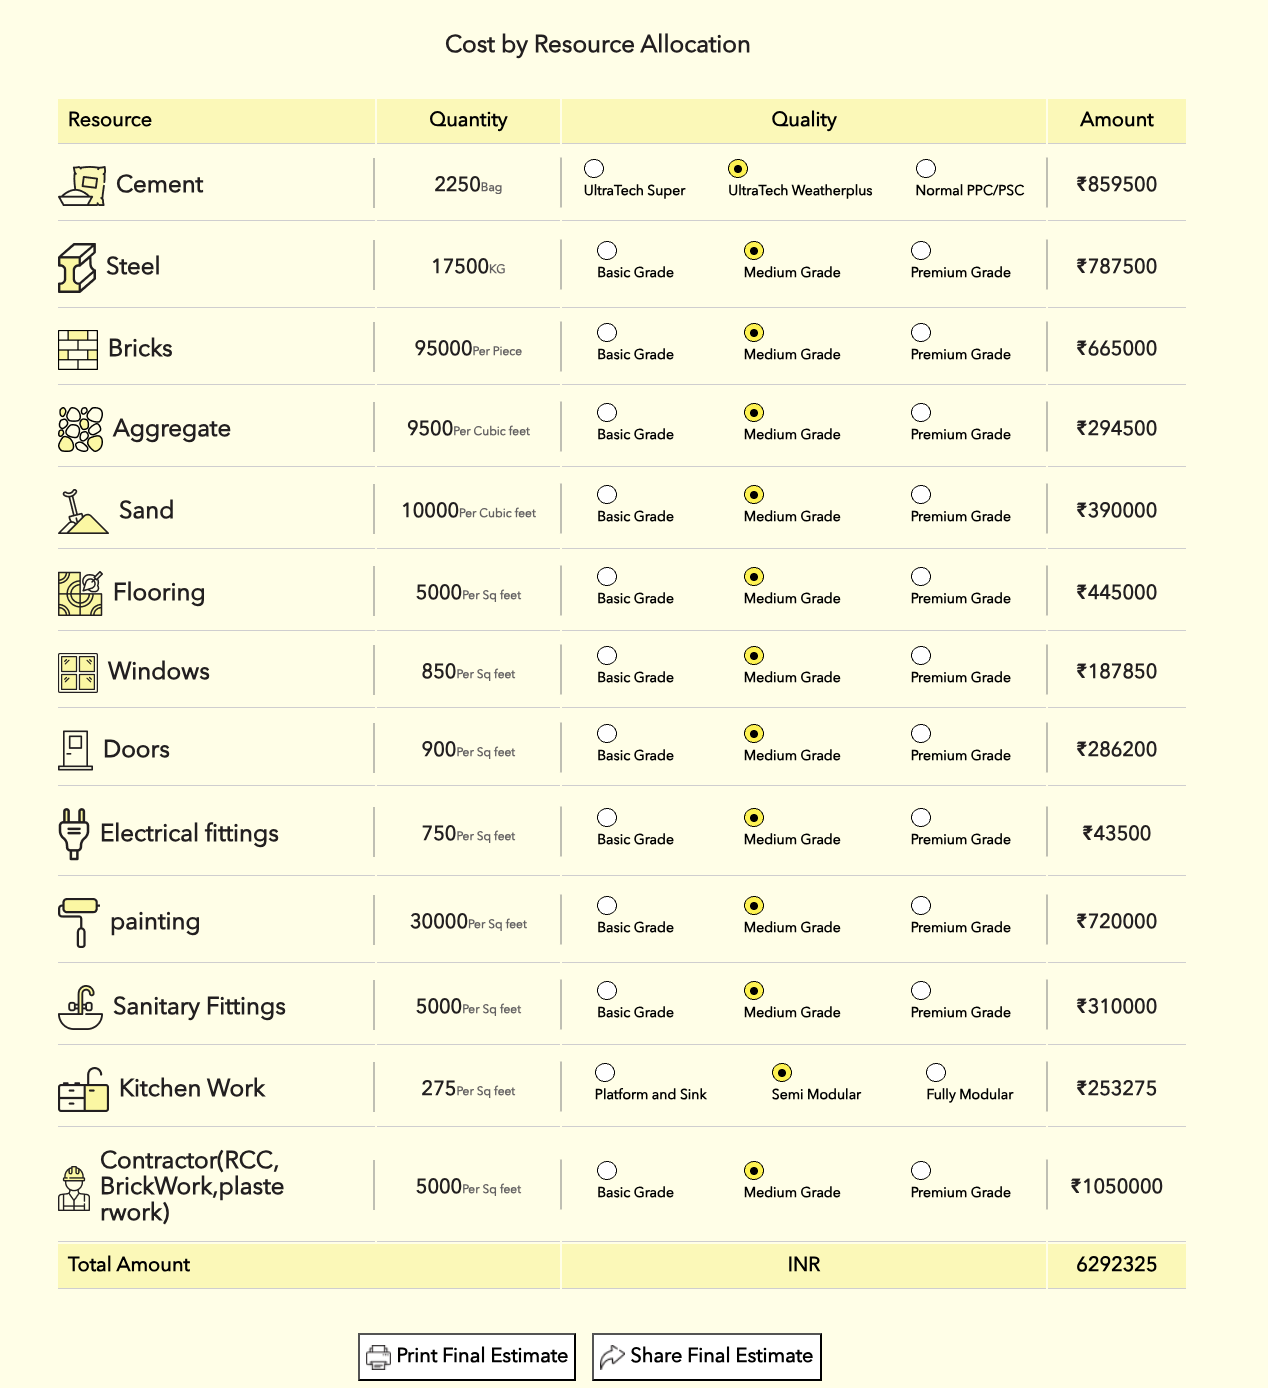 Cost by Resource Allocation
Resource Quantity Quality Amount
Cement 2250Bag UltraTech Super UltraTech Weatherplus Normal PPC/PSC ₹859500
Steel 17500KG Basic Grade Medium Grade Premium Grade ₹787500
Bricks 95000Per Piece Basic Grade Medium Grade Premium Grade ₹665000
Aggregate 9500Per Cubic feet Basic Grade Medium Grade Premium Grade ₹294500
Sand 10000Per Cubic feet Basic Grade Medium Grade Premium Grade ₹390000
Flooring 5000Per Sq feet Basic Grade Medium Grade Premium Grade ₹445000
Windows 850Per Sq feet Basic Grade Medium Grade Premium Grade ₹187850
Doors 900Per Sq feet Basic Grade Medium Grade Premium Grade ₹286200
Electrical fittings 750Per Sq feet Basic Grade Medium Grade Premium Grade ₹43500
painting 30000Per Sq feet Basic Grade Medium Grade Premium Grade ₹720000
Sanitary Fittings 5000Per Sq feet Basic Grade Medium Grade Premium Grade ₹310000
Kitchen Work 275Per Sq feet Platform and Sink Semi Modular Fully Modular ₹253275
Contractor(RCC,
BrickWork,plaste
rwork) 5000Per Sq feet Basic Grade Medium Grade Premium Grade ₹1050000
Total Amount INR 6292325
Print Final Estimate Share Final Estimate